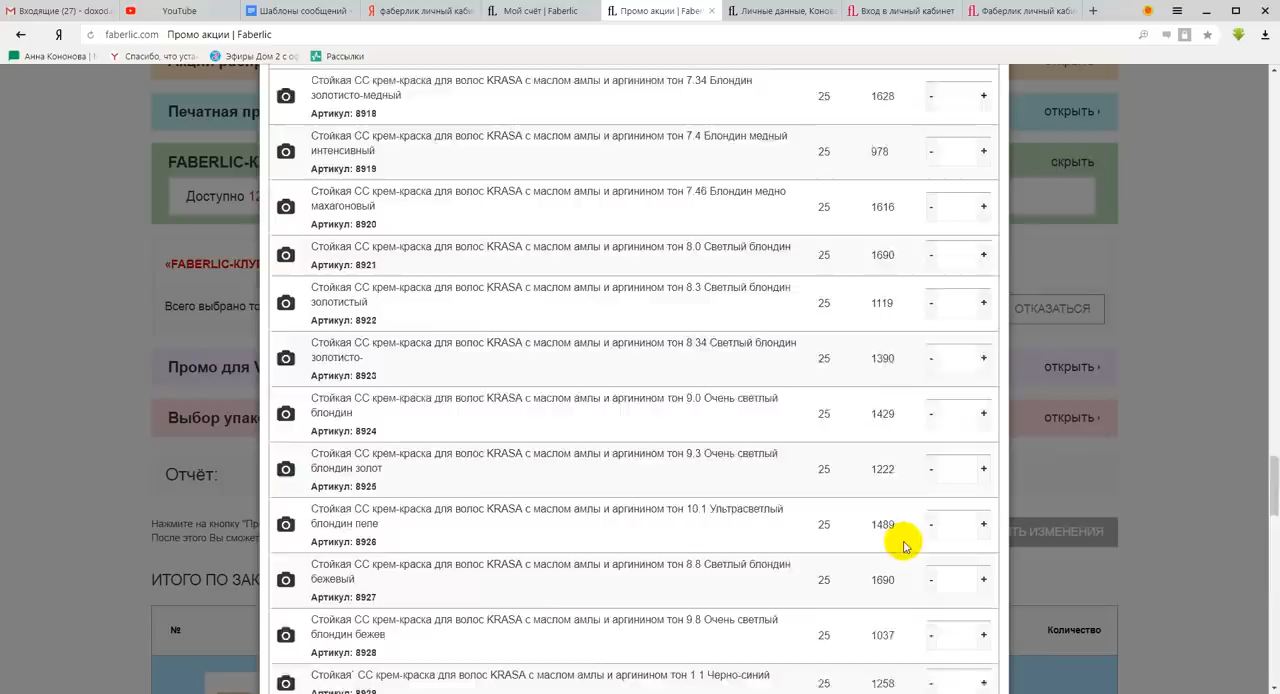 Входящие (27) - doxod.
YouTube
Шаблоны сообщений -
фаберлик личный каби
Мой счёт | Faberlic
Промо акции | Faber
Личные данные, Коно
Вход в личный кабинет
Фаберлик личный каби
faberlic.com Промо акции | Faberlic
Анна Кононова |
Спасибо, что уста
Эфиры Дом 2 с
Рассылки
Печатная пр
открыть ›
FABERLIC-К
скрыть
Доступно 12
«FABERLIC-КЛУ
Всего выбрано то
ОТКАЗАТЬСЯ
Промо для V
открыть ›
Выбор упак
открыть ›
Отчёт:
Нажмите на кнопку "Пр
После этого Вы сможет
ТЬ ИЗМЕНЕНИЯ
ИТОГО ПО ЗАК
№
Количество
Стойкая СС крем-краска для волос KRASA с маслом амлы и аргинином тон 7.34 Блондин
золотисто-медный
Артикул: 8918
25 1628 - +
Стойкая СС крем-краска для волос KRASA с маслом амлы и аргинином тон 7.4 Блондин медный
интенсивный
Артикул: 8919
25 978 - +
Стойкая СС крем-краска для волос KRASA с маслом амлы и аргинином тон 7.46 Блондин медно
махагоновый
Артикул: 8920
25 1616 - +
Стойкая СС крем-краска для волос KRASA с маслом амлы и аргинином тон 8.0 Светлый блондин
Артикул: 8921
25 1690 - +
Стойкая СС крем-краска для волос KRASA с маслом амлы и аргинином тон 8.3 Светлый блондин
золотистый
Артикул: 8922
25 1119 - +
Стойкая СС крем-краска для волос KRASA с маслом амлы и аргинином тон 8 34 Светлый блондин
золотисто-
Артикул: 8923
25 1390 - +
Стойкая СС крем-краска для волос KRASA с маслом амлы и аргинином тон 9.0 Очень светлый
блондин
Артикул: 8924
25 1429 - +
Стойкая СС крем-краска для волос KRASA с маслом амлы и аргинином тон 9.3 Очень светлый
блондин золот
Артикул: 8925
25 1222 - +
Стойкая СС крем-краска для волос KRASA с маслом амлы и аргинином тон 10.1 Ультрасветлый
блондин пепе
Артикул: 8926
25 1489 - +
Стойкая СС крем-краска для волос KRASA с маслом амлы и аргинином тон 8.8 Светлый блондин
бежевый
Артикул: 8927
25 1690 - +
Стойкая СС крем-краска для волос KRASA с маслом амлы и аргинином тон 9.8 Очень светлый
блондин бежев
Артикул: 8928
25 1037 - +
Стойкая` СС крем-краска для волос KRASA с маслом амлы и аргинином тон 1 1 Черно-синий
25 1258 - +